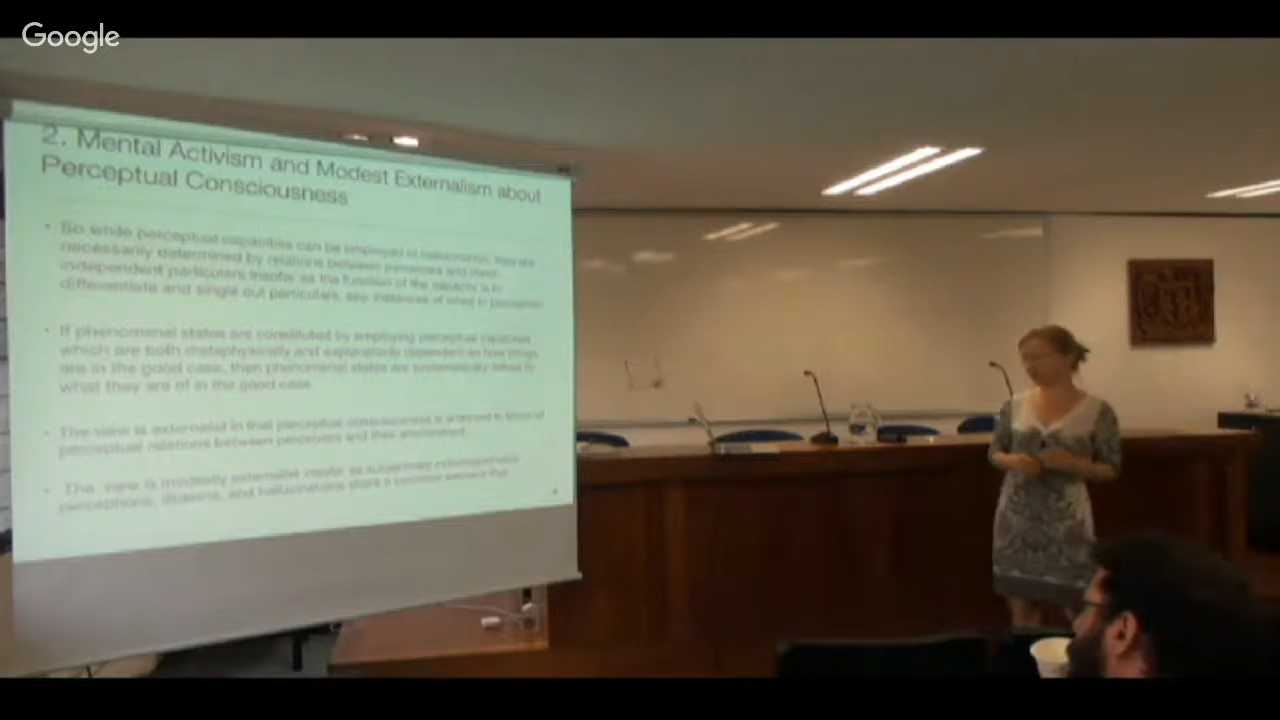 Google
2. Mental Activism and Modest Externalism about
Perceptual Consciousness
• So while perceptual capacities can be employed in hallucination, they are
necessarily determined by relations between perceivers and mind-
independent particulars insofar as the function of the capacity is to
differentiate and single out particulars, say instances of in perception
• If phenomenal states are constituted by employing perceptual capacities
which are both metaphysically and explanatorily dependent on how things
are in the good case, then phenomenal states are systematically linked to
what they are of in the good case.
• The view is externalist in that perceptual consciousness is analyzed in terms of
perceptual relations between perceivers and their environment
• The view is modestly externalist insofar as subjectively indistinguishable
perceptions, illusions, and hallucinations share a common element that